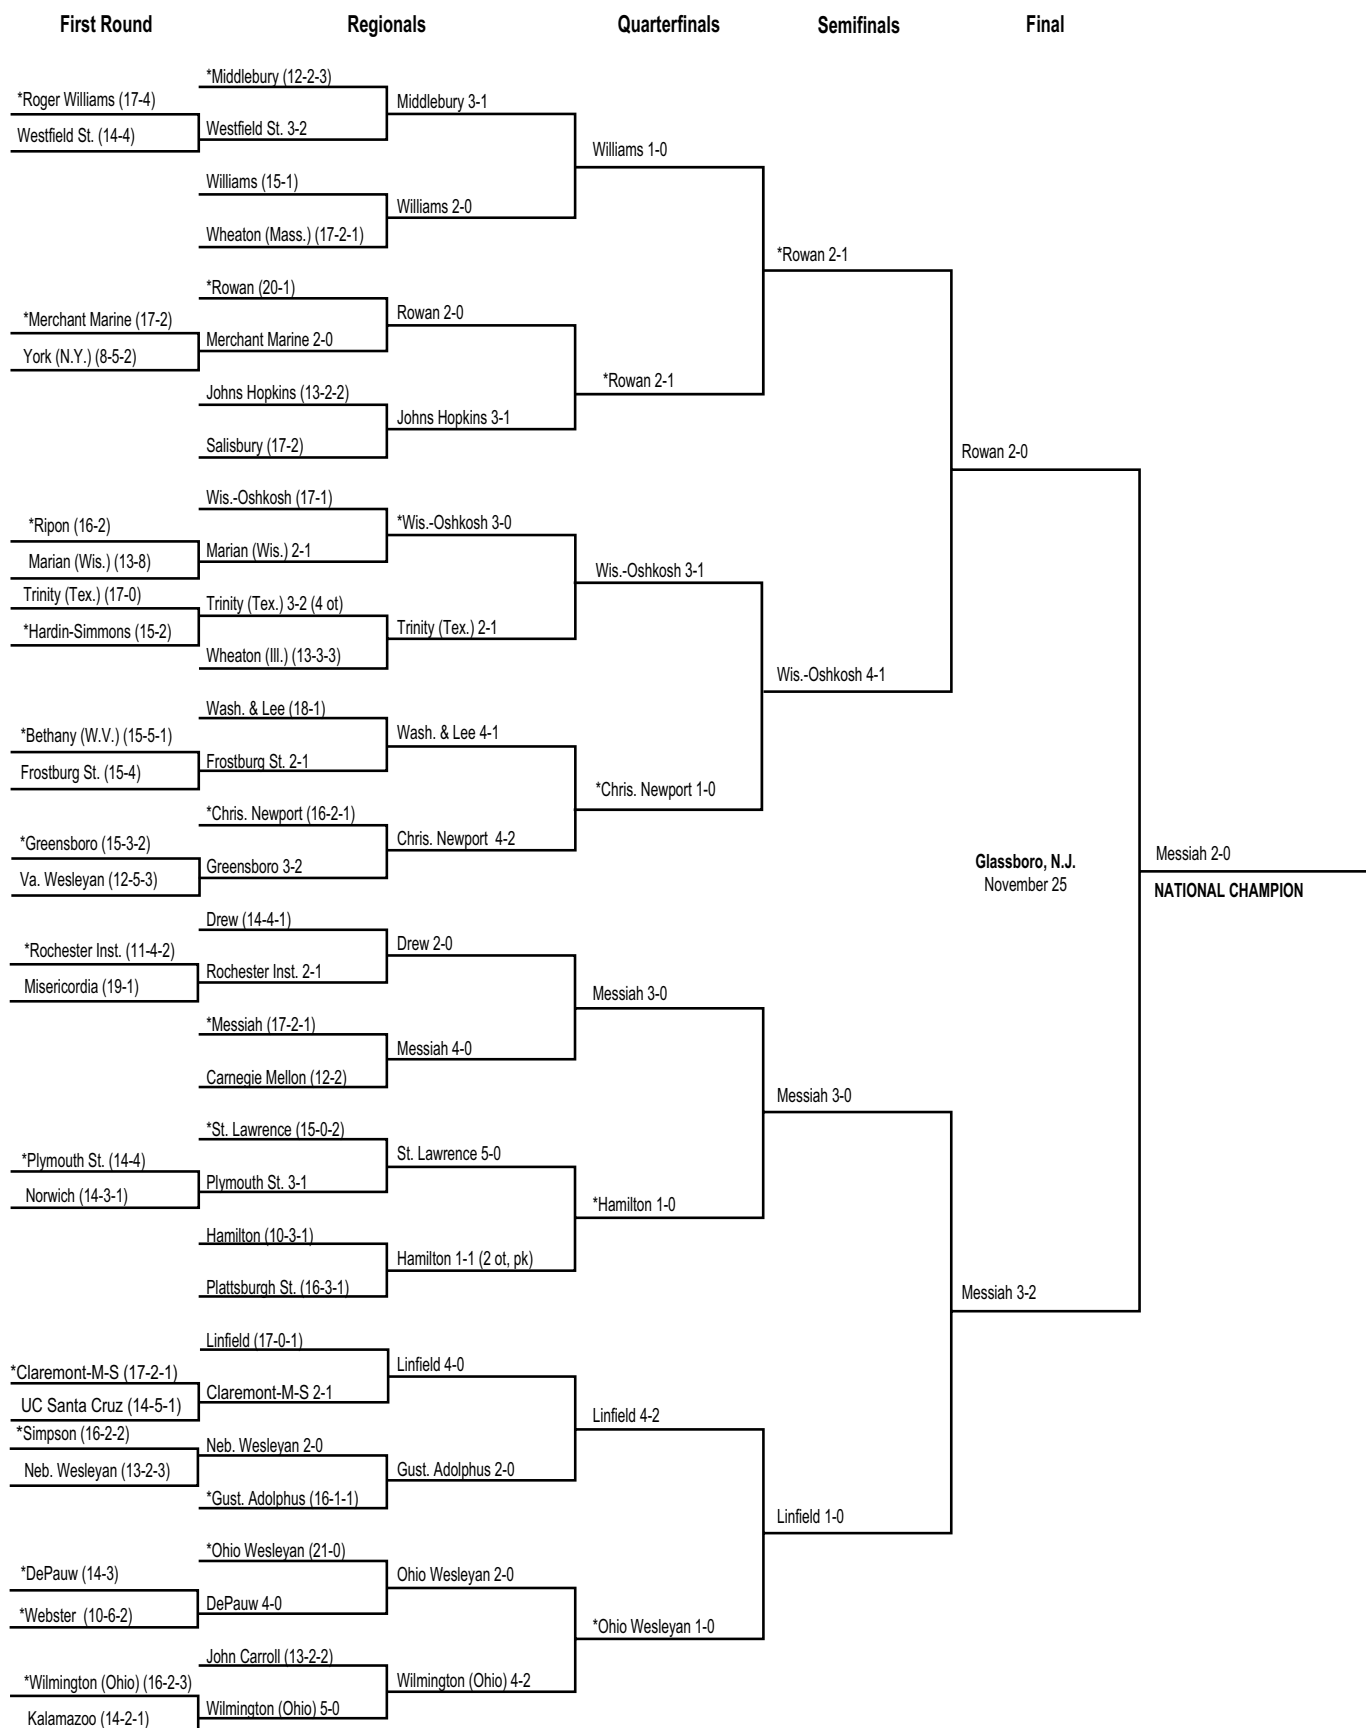 First Round
Regionals
Quarterfinals
Semifinals
Final
*Roger Williams (17-4)
Westfield St. (14-4)
*Merchant Marine (17-2)
York (N.Y.) (8-5-2)
*Ripon (16-2)
Marian (Wis.) (13-8)
Trinity (Tex.) (17-0)
*Hardin-Simmons (15-2)
*Bethany (W.V.) (15-5-1)
Frostburg St. (15-4)
*Greensboro (15-3-2)
Va. Wesleyan (12-5-3)
*Rochester Inst. (11-4-2)
Misericordia (19-1)
*Plymouth St. (14-4)
Norwich (14-3-1)
*Claremont-M-S (17-2-1)
UC Santa Cruz (14-5-1)
*Simpson (16-2-2)
Neb. Wesleyan (13-2-3)
*DePauw (14-3)
*Webster (10-6-2)
*Wilmington (Ohio) (16-2-3)
Kalamazoo (14-2-1)
*Middlebury (12-2-3)
Westfield St. 3-2
Williams (15-1)
Wheaton (Mass.) (17-2-1)
*Rowan (20-1)
Merchant Marine 2-0
Johns Hopkins (13-2-2)
Salisbury (17-2)
Wis.-Oshkosh (17-1)
Marian (Wis.) 2-1
Trinity (Tex.) 3-2 (4 ot)
Wheaton (Ill.) (13-3-3)
Wash. & Lee (18-1)
Frostburg St. 2-1
*Chris. Newport (16-2-1)
Greensboro 3-2
Drew (14-4-1)
Rochester Inst. 2-1
*Messiah (17-2-1)
Carnegie Mellon (12-2)
*St. Lawrence (15-0-2)
Plymouth St. 3-1
Hamilton (10-3-1)
Plattsburgh St. (16-3-1)
Linfield (17-0-1)
Claremont-M-S 2-1
Neb. Wesleyan 2-0
*Gust. Adolphus (16-1-1)
*Ohio Wesleyan (21-0)
DePauw 4-0
John Carroll (13-2-2)
Wilmington (Ohio) 5-0
Middlebury 3-1
Williams 2-0
Rowan 2-0
Johns Hopkins 3-1
*Wis.-Oshkosh 3-0
Trinity (Tex.) 2-1
Wash. & Lee 4-1
Chris. Newport 4-2
Drew 2-0
Messiah 4-0
St. Lawrence 5-0
Hamilton 1-1 (2 ot, pk)
Linfield 4-0
Gust. Adolphus 2-0
Ohio Wesleyan 2-0
Wilmington (Ohio) 4-2
Williams 1-0
*Rowan 2-1
Wis.-Oshkosh 3-1
*Chris. Newport 1-0
Messiah 3-0
*Hamilton 1-0
Linfield 4-2
*Ohio Wesleyan 1-0
*Rowan 2-1
Wis.-Oshkosh 4-1
Messiah 3-0
Linfield 1-0
Rowan 2-0
Messiah 3-2
Glassboro, N.J.
November 25
Messiah 2-0
NATIONAL CHAMPION